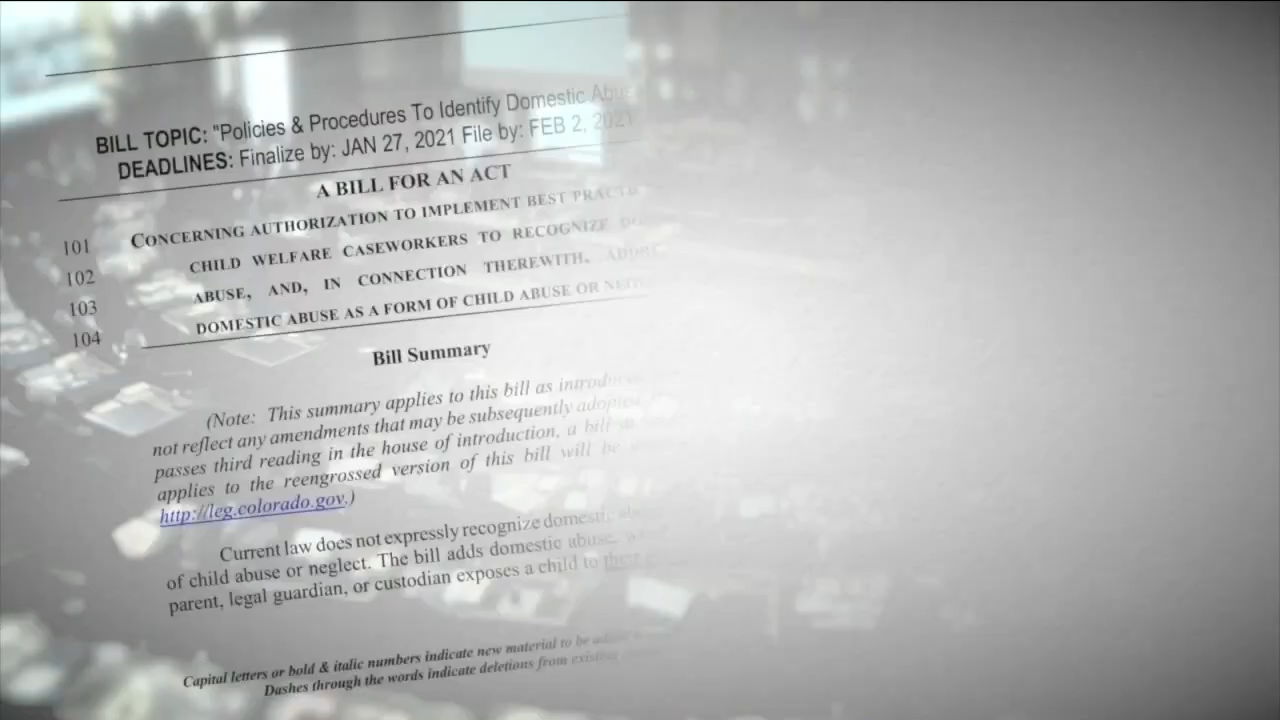 BILL TOPIC: "Policies & Procedures To Identify Domestic Abu
DEADLINES: Finalize by: JAN 27, 2021 File by: FEB 2, 2021
A BILL FOR AN ACT
101 CONCERNING AUTHORIZATION TO IMPLEMENT BEST
102 CHILD WELFARE CASEWORKERS TO RECOGNIZE
103 ABUSE, AND, IN CONNECTION THEREWITH,
104 DOMESTIC ABUSE AS A FORM OF CHILD ABUSE OR
Bill Summary
(Note: This summary applies to this bill as
not reflect any amendments that may be subsequently
passes third reading in the house of introduction, a bill
applies to the reengrossed version of this bill will be
http://leg.colorado.gov.)
Current law does not expressly recognize domestic
of child abuse or neglect. The bill adds domestic abuse,
parent, legal guardian, or custodian exposes a child to their
Capital letters or bold & italic numbers indicate new material to be
Dashes through the words indicate deletions from existing